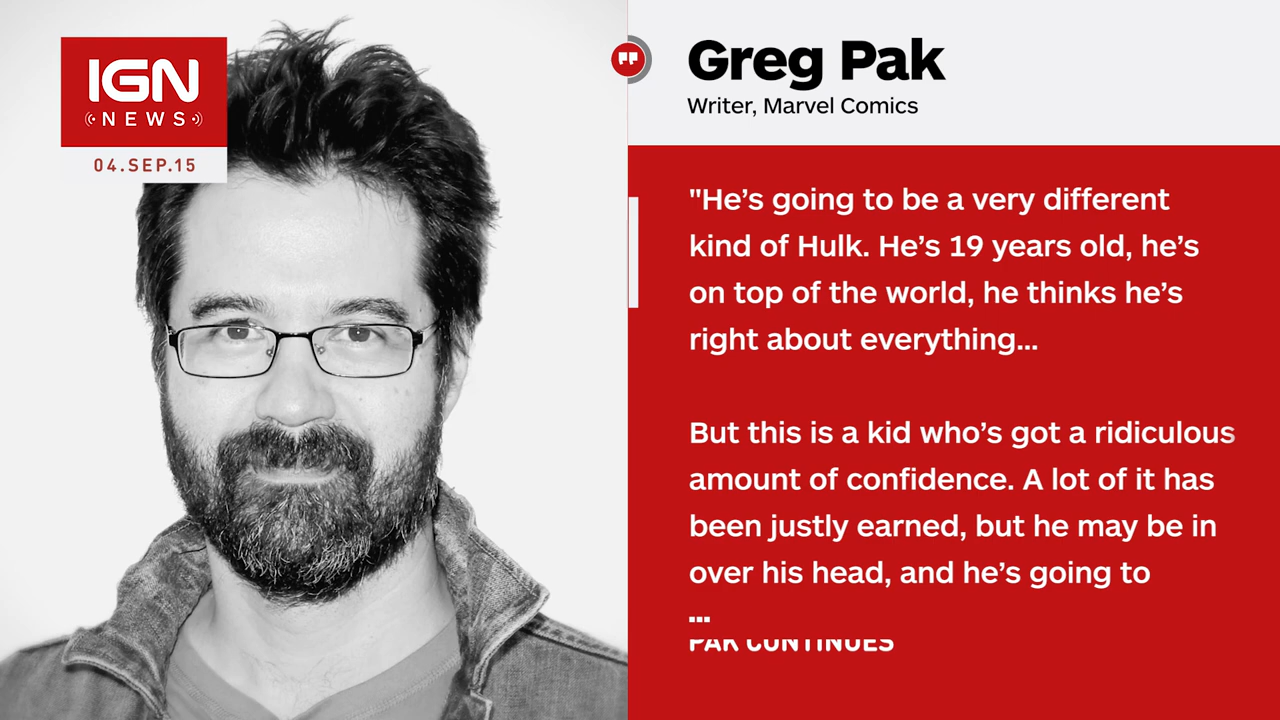 IGN
NEWS
04.SEP.15
Greg Pak
Writer, Marvel Comics
"He’s going to be a very different
kind of Hulk. He’s 19 years old, he’s
on top of the world, he thinks he’s
right about everything...

But this is a kid who’s got a ridiculous
amount of confidence. A lot of it has
been justly earned, but he may be in
over his head, and he’s going to
...
PAK CONTINUES